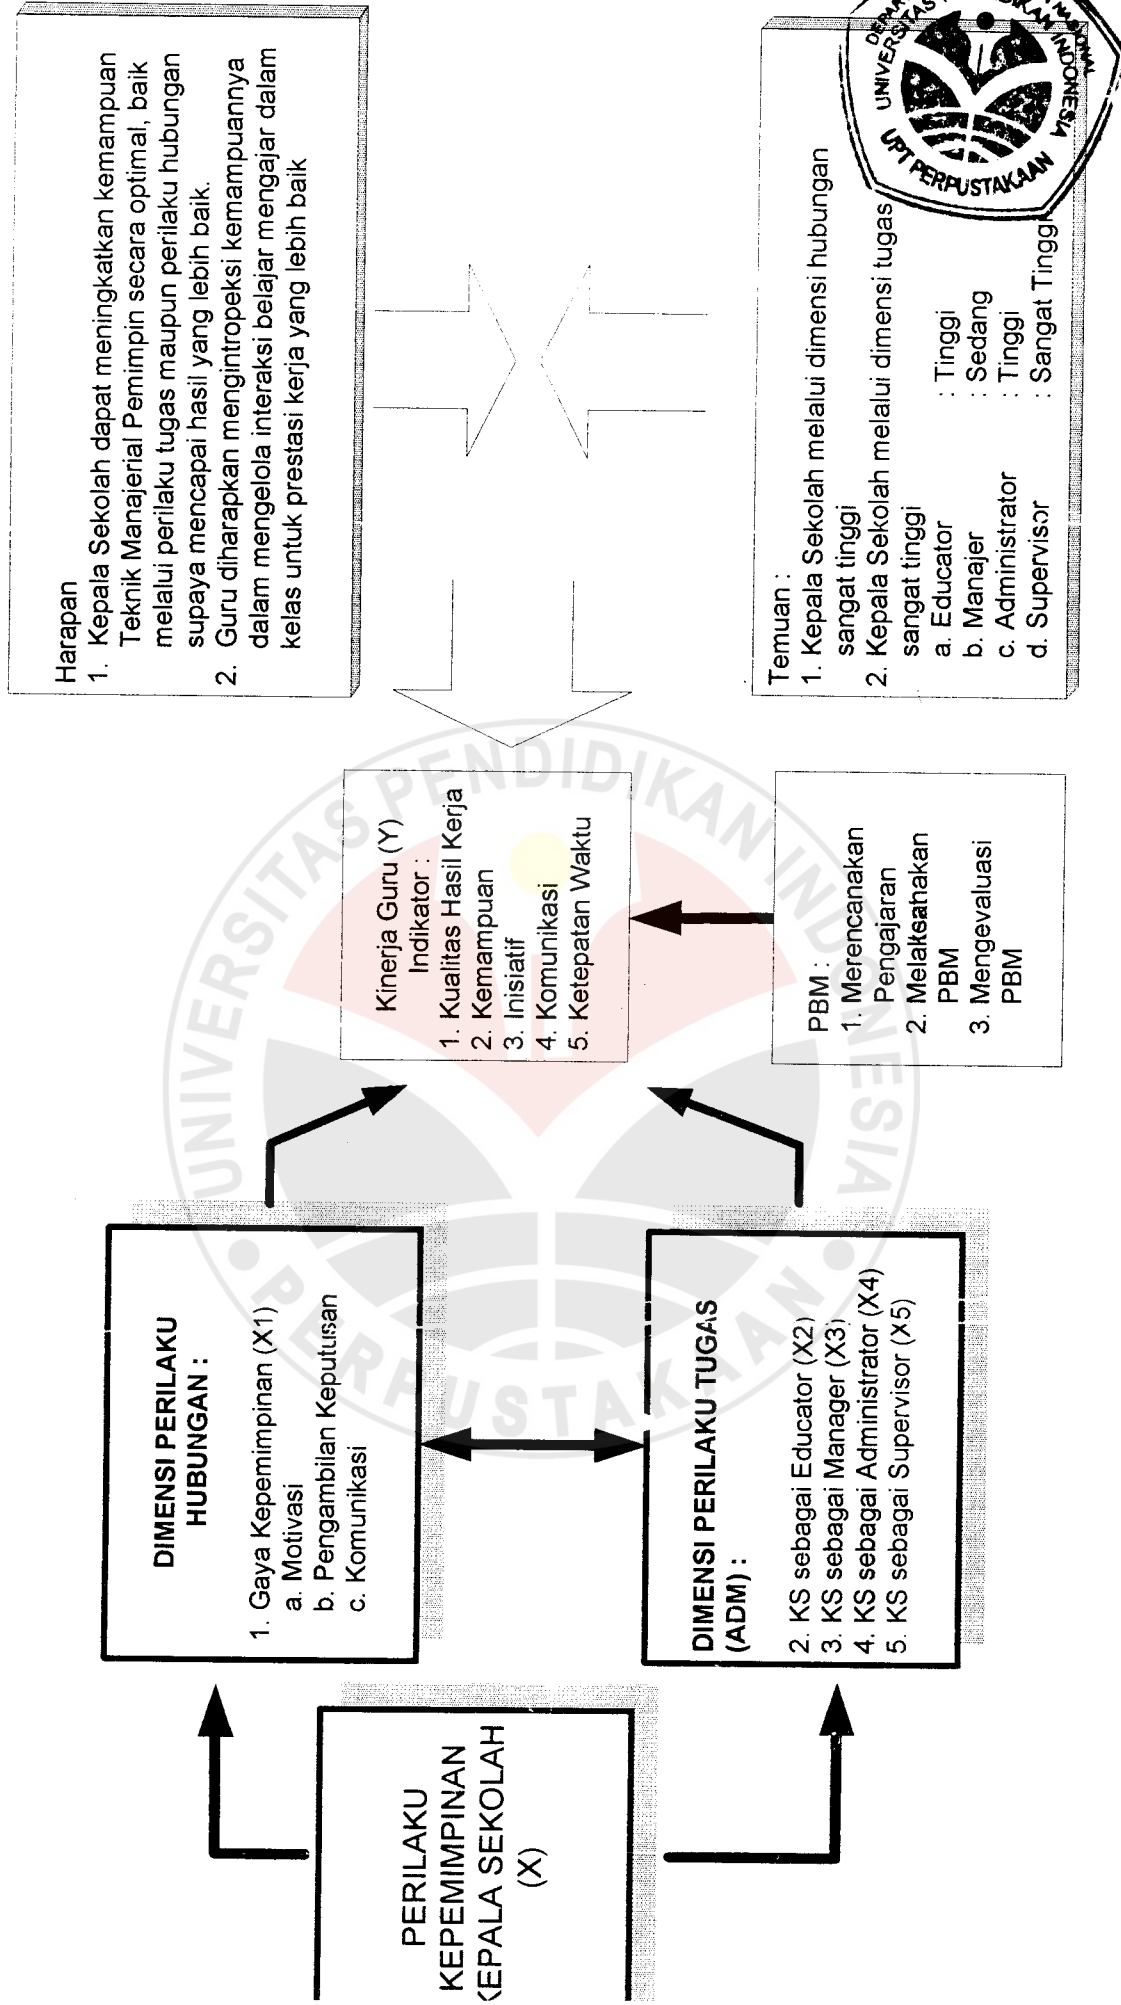 PERILAKU
KEPEMIMPINAN
KEPALA SEKOLAH
(X)
DIMENSI PERILAKU
HUBUNGAN :
1. Gaya Kepemimpinan (X1)
a. Motivasi
b. Pengambilan Keputusan
c. Komunikasi
DIMENSI PERILAKU TUGAS
(ADM) :
2. KS sebagai Educator (X2)
3. KS sebagai Manager (X3)
4. KS sebagai Administrator (X4)
5. KS sebagai Supervisor (X5)
Kinerja Guru (Y)
Indikator :
1. Kualitas Hasil Kerja
2. Kemampuan
3. Inisiatif
4. Komunikasi
5. Ketepatan Waktu
PBM :
1. Merencanakan
Pengajaran
2. Melaksahakan
PBM
3. Mengevaluasi
PBM
Harapan
1. Kepala Sekolah dapat meningkatkan kemampuan
Teknik Manajerial Pemimpin secara optimal, baik
melalui perilaku tugas maupun perilaku hubungan
supaya mencapai hasil yang lebih baik.
2. Guru diharapkan mengintropeksi kemampuannya
dalam mengelola interaksi belajar mengajar dalam
kelas untuk prestasi kerja yang lebih baik
Temuan :
1. Kepala Sekolah melalui dimensi hubungan
sangat tinggi
2. Kepala Sekolah melalui dimensi tugas
sangat tinggi
a. Educator : Tinggi
b. Manajer : Sedang
c. Administrator : Tinggi
d. Supervisor : Sangat Tinggi
UNIVERSITAS PENDIDIKAN INDONESIA
UPT PERPUSTAKAAN
UNIVERSITAS PENDIDIKAN INDONESIA
PERPUSTAKAAN